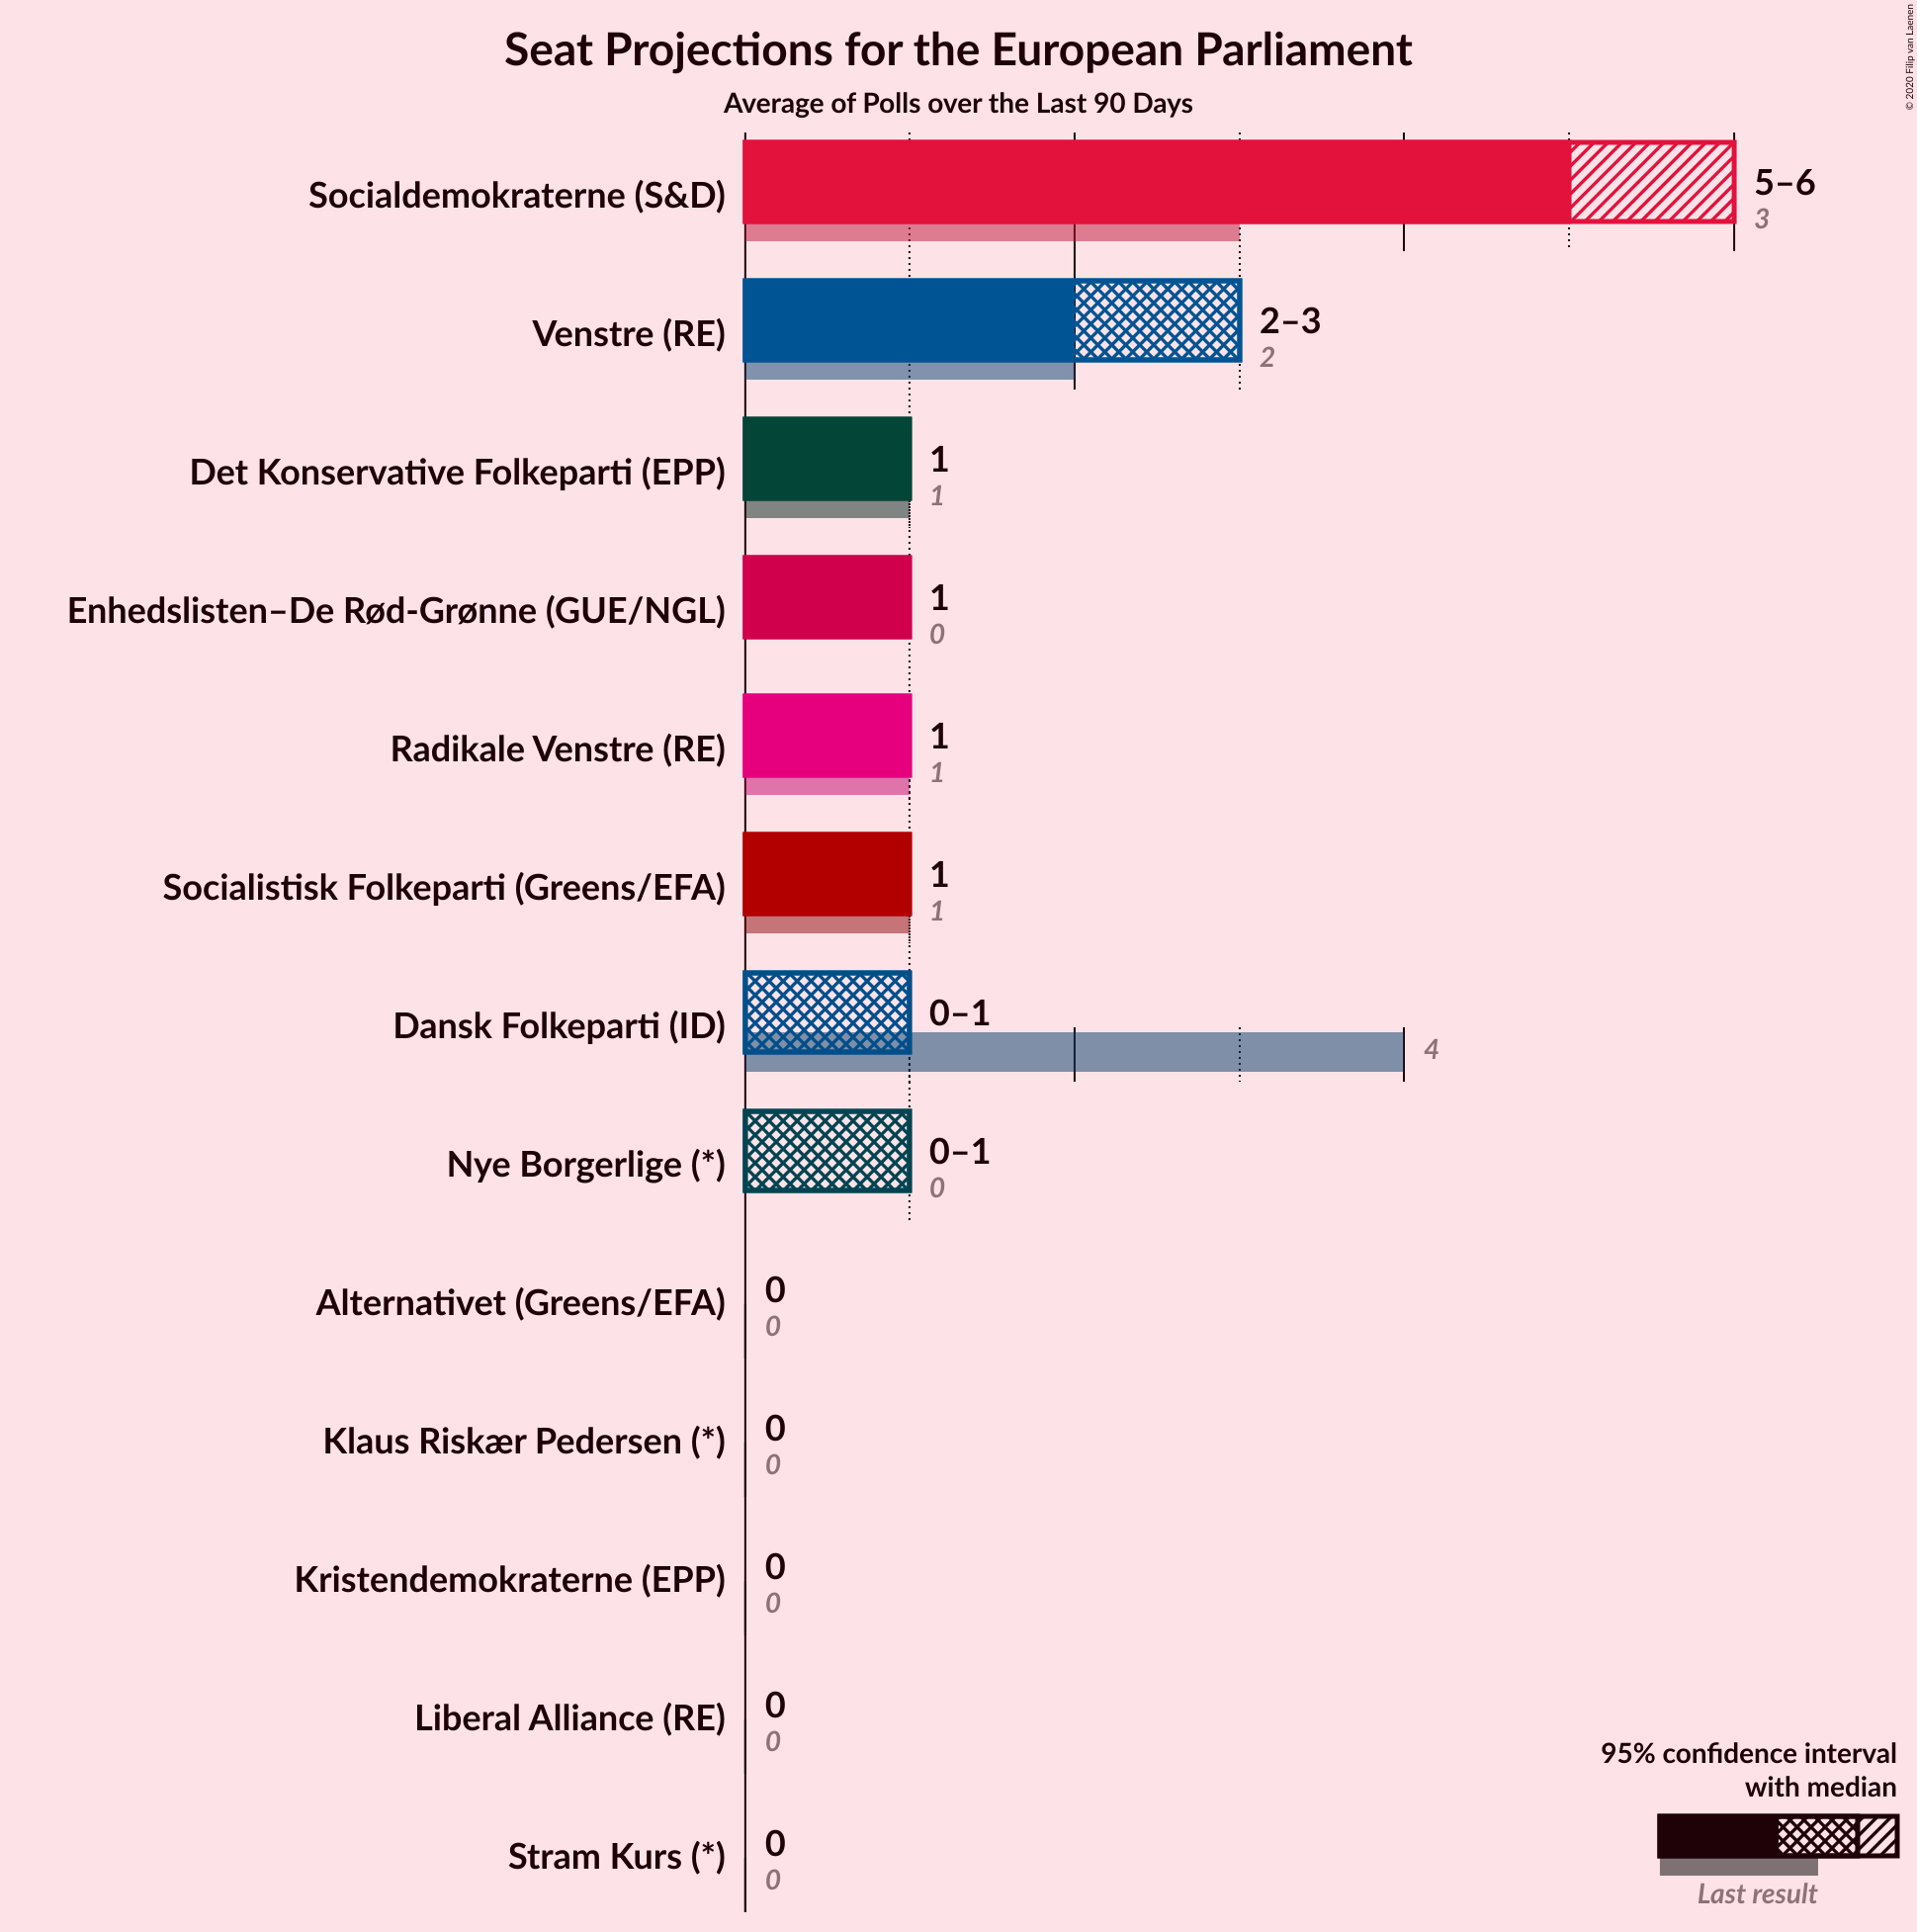 Seat Projections for the European Parliament
Average of Polls over the Last 90 Days
© 2020 Filip van Laenen
Socialdemokraterne (S&D)
5–6
3
Venstre (RE)
2–3
2
Det Konservative Folkeparti (EPP)
1
1
Enhedslisten–De Rød-Grønne (GUE/NGL)
1
0
Radikale Venstre (RE)
1
1
Socialistisk Folkeparti (Greens/EFA)
1
1
Dansk Folkeparti (ID)
0–1
4
Nye Borgerlige (*)
0–1
0
Alternativet (Greens/EFA)
0
0
Klaus Riskær Pedersen (*)
0
0
Kristendemokraterne (EPP)
0
0
Liberal Alliance (RE)
0
0
Stram Kurs (*)
0
0
95% confidence interval
with median
Last result